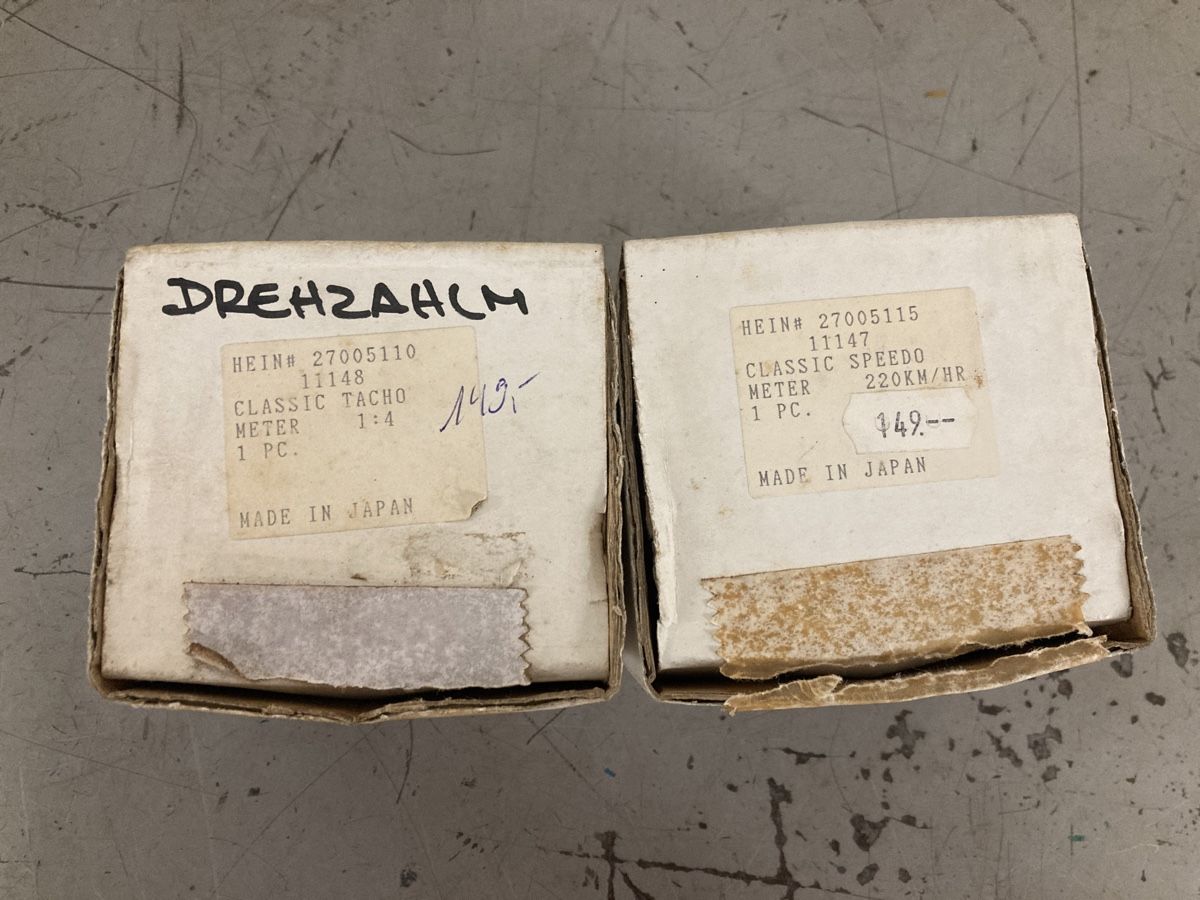 DREHZAHLM
HEIN# 27005110
11148
CLASSIC TACHO
METER 1:4
1 PC.
MADE IN JAPAN
149,-
HEIN# 27005115
11147
CLASSIC SPEEDO
METER 220KM/HR
1 PC.
149.--
MADE IN JAPAN